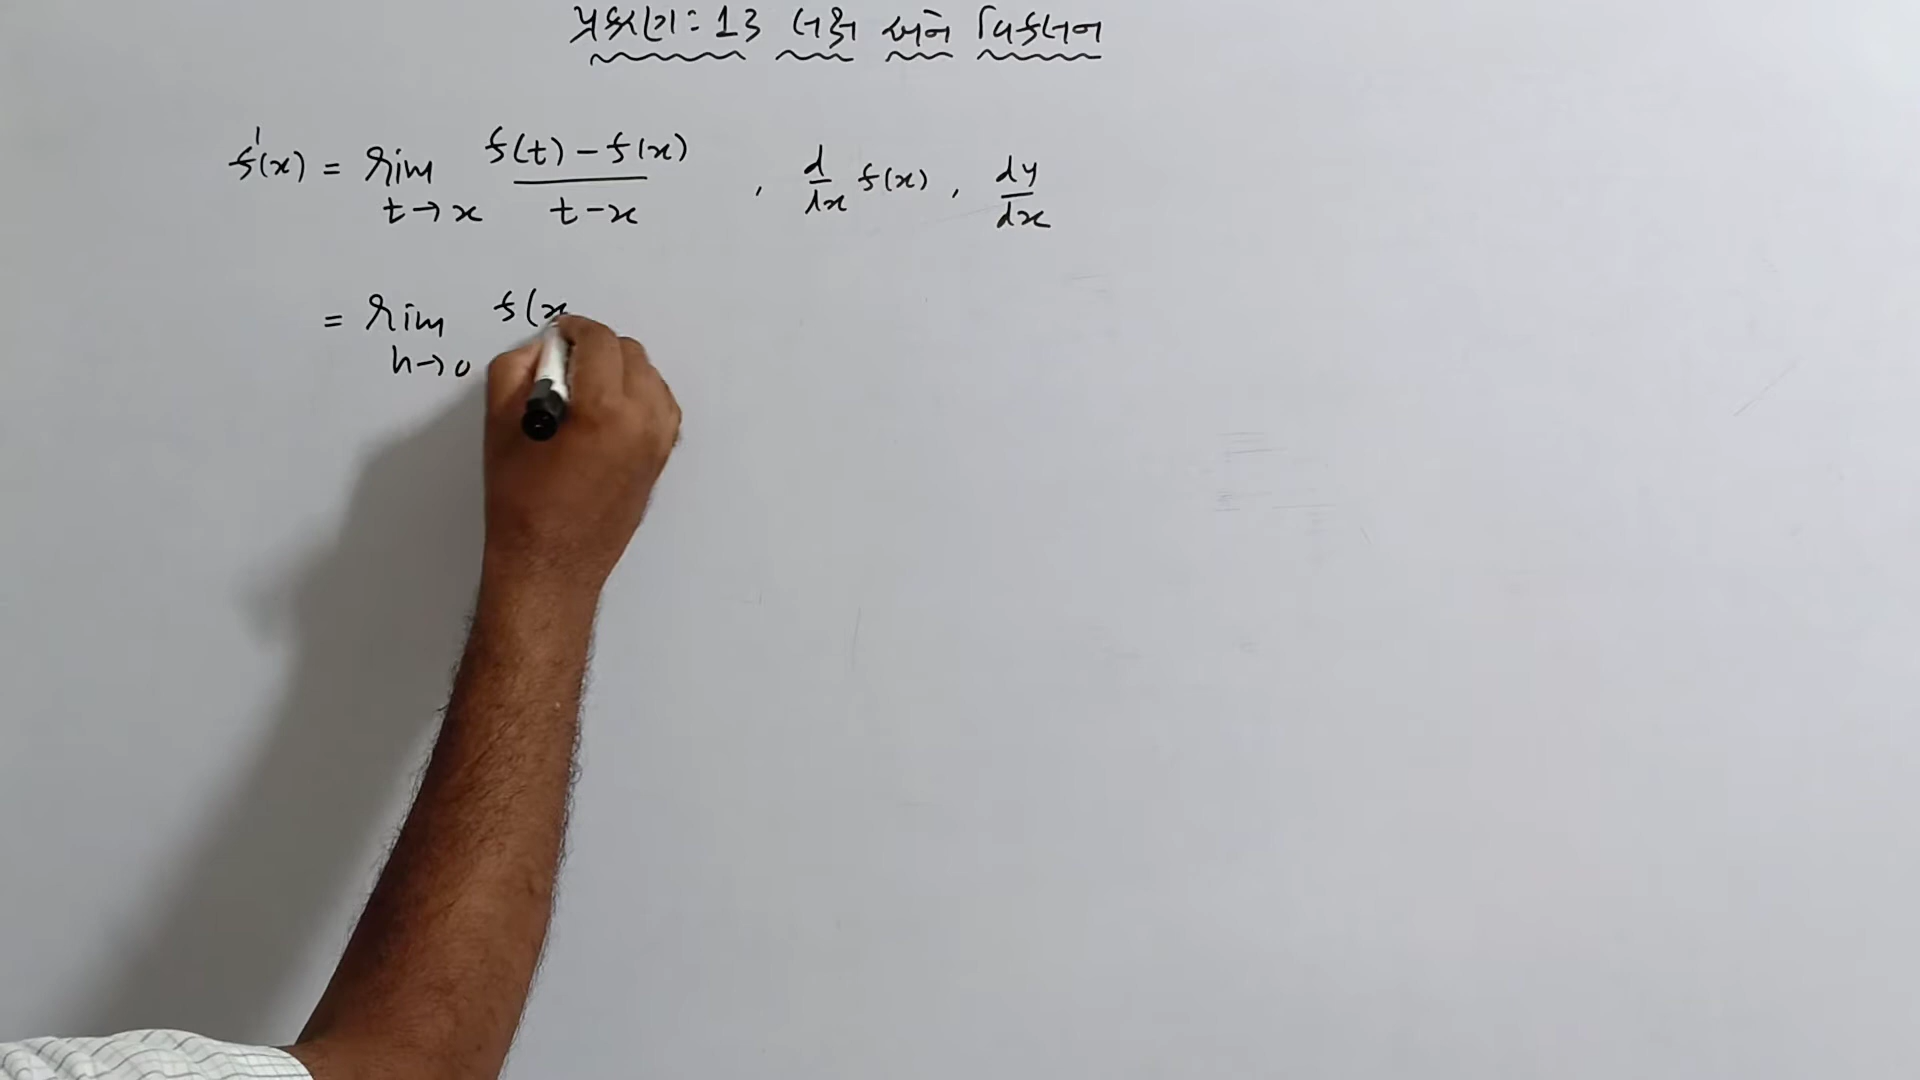 પ્રકરણ: 13 લક્ષ અને વિકલન
f'(x) = lim t→x f(t) - f(x) / t - x , d/dx f(x) , dy/dx
= lim h→0 f(x